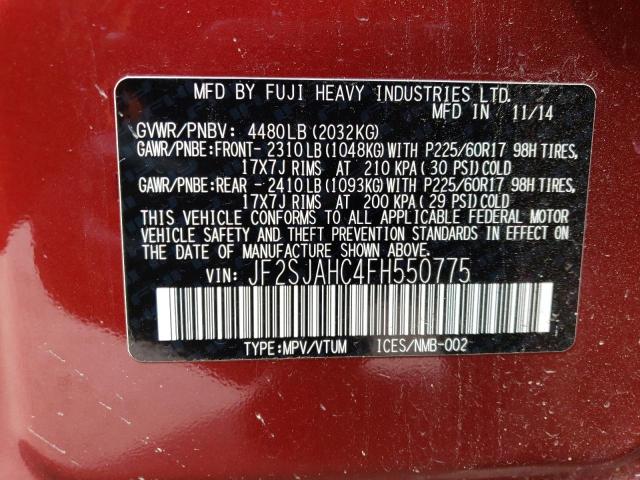 MFD BY FUJI HEAVY INDUSTRIES LTD.
MFD IN 11/14
GVWR/PNBV: 4480LB(2032KG)
GAWR/PNBE:FRONT- 2310LB(1048KG)WITH P225/60R17 98H TIRES,
17X7J RIMS AT 210 KPA(30 PSI)COLD
GAWR/PNBE:REAR - 2410LB(1093KG)WITH P225/60R17 98H TIRES,
17X7J RIMS AT 200 KPA(29 PSI)COLD
THIS VEHICLE CONFORMS TO ALL APPLICABLE FEDERAL MOTOR
VEHICLE SAFETY AND THEFT PREVENTION STANDARDS IN EFFECT ON
THE DATE OF MANUFACTURE SHOWN ABOVE.
VIN: JF2SJAHC4FH550775
TYPE:MPV/VTUM ICES/NMB-002